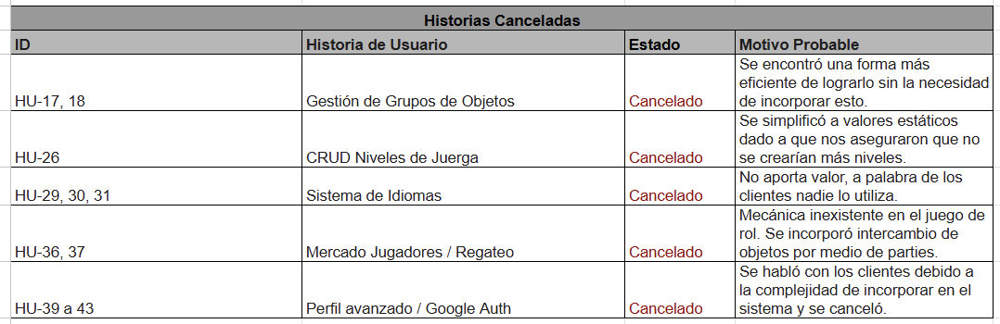 Historias Canceladas
ID Historia de Usuario Estado Motivo Probable
Se encontró una forma más
eficiente de lograrlo sin la necesidad
HU-17, 18 Gestión de Grupos de Objetos Cancelado de incorporar esto.
Se simplificó a valores estáticos
dado a que nos aseguraron que no
HU-26 CRUD Niveles de Juerga Cancelado se crearían más niveles.
No aporta valor, a palabra de los
HU-29, 30, 31 Sistema de Idiomas Cancelado clientes nadie lo utiliza.
Mecánica inexistente en el juego de
rol. Se incorporó intercambio de
HU-36, 37 Mercado Jugadores / Regateo Cancelado objetos por medio de parties.
Se habló con los clientes debido a
la complejidad de incorporar en el
HU-39 a 43 Perfil avanzado / Google Auth Cancelado sistema y se canceló.